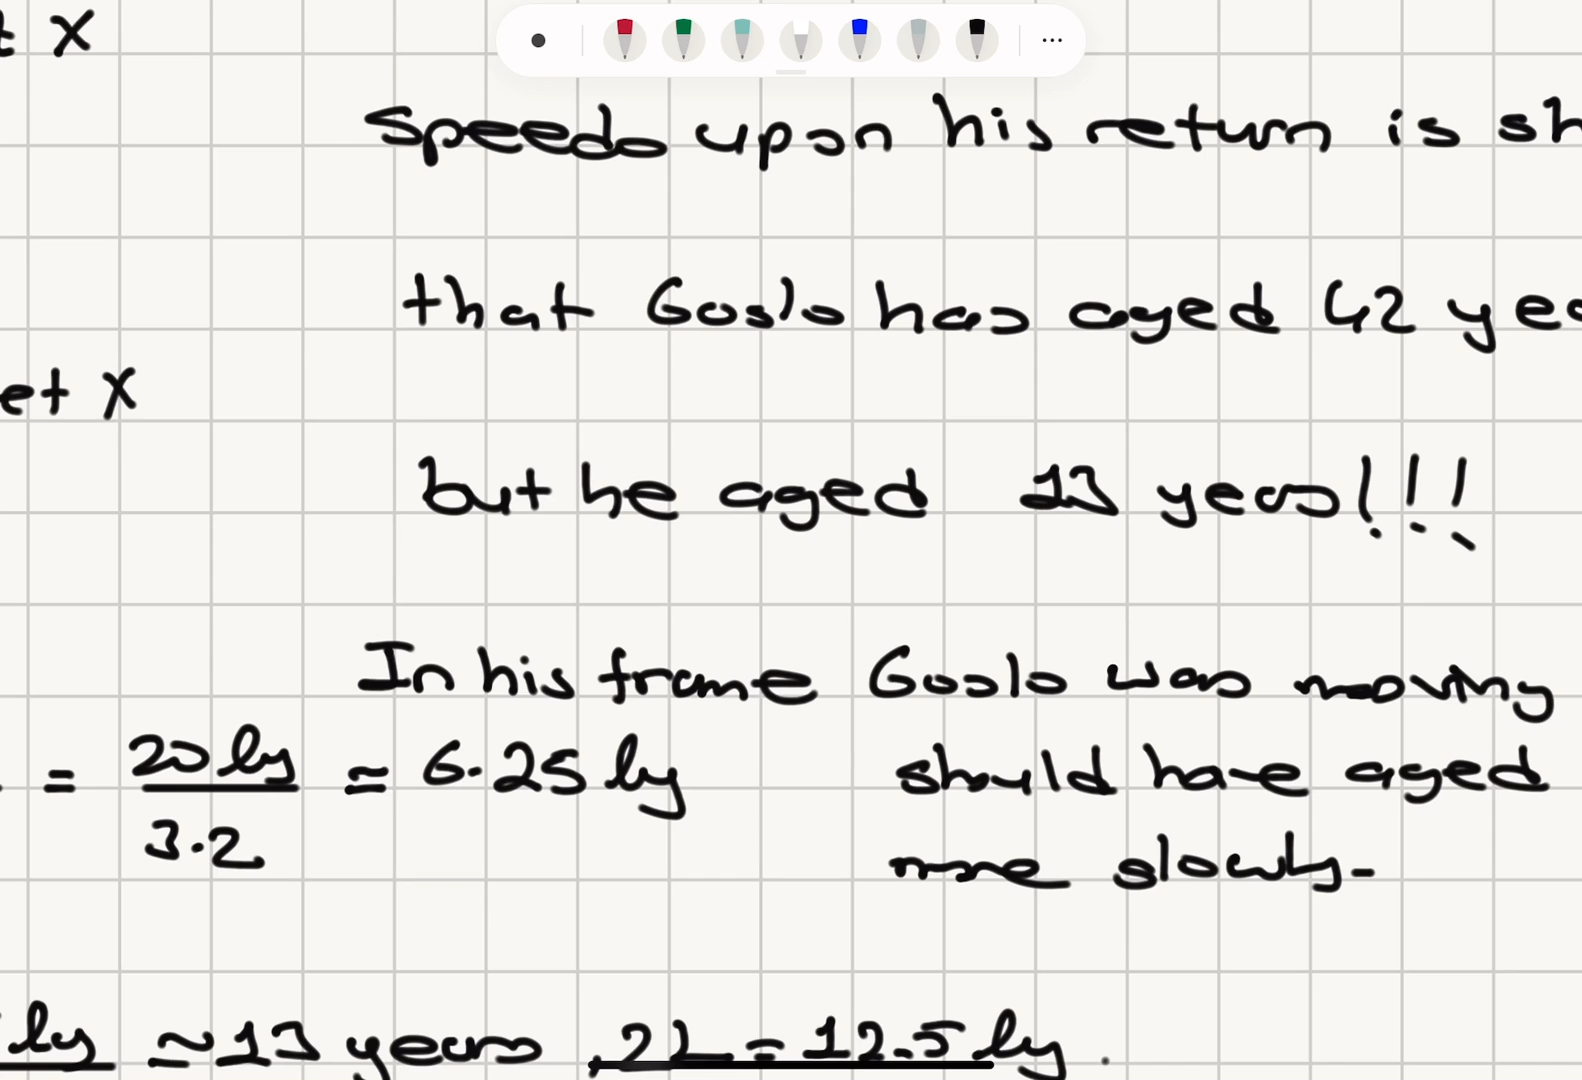 t X
Speedo upon his return is sh
that Goslo has aged 42 yea
et X
but he aged 13 years!!!
In his frame Goslo was moving
= 20 ly / 3.2 ≃ 6.25 ly
should have aged
more slowly.
ly ≃ 13 years, 2L = 12.5 ly.